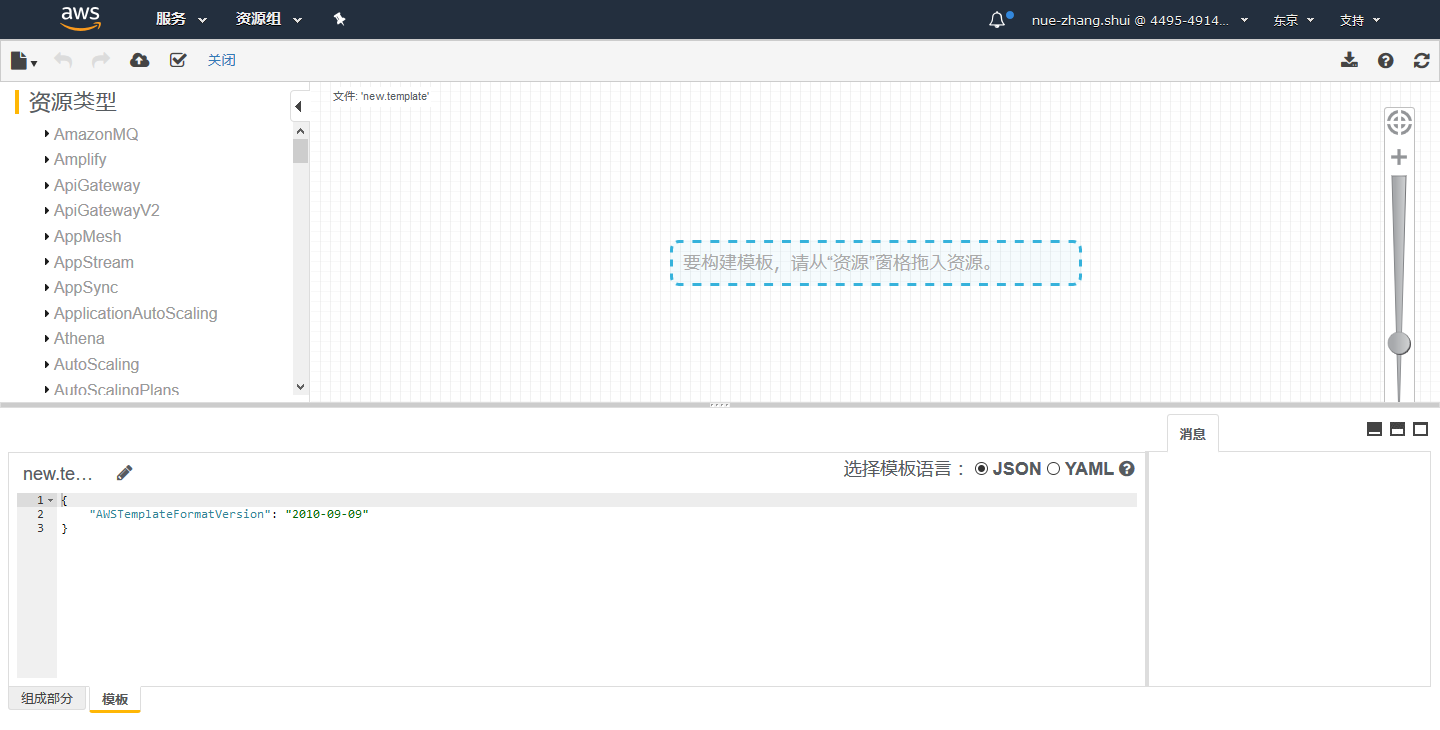 aws 服务 资源组 nue-zhang.shui @ 4495-4914... 东京 支持
关闭
资源类型
文件: 'new.template'
AmazonMQ
Amplify
ApiGateway
ApiGatewayV2
AppMesh
AppStream
AppSync
ApplicationAutoScaling
Athena
AutoScaling
AutoScalingPlans
要构建模板，请从“资源”窗格拖入资源。
消息
new.te... 选择模板语言： JSON YAML
1 {
2 "AWSTemplateFormatVersion": "2010-09-09"
3 }
组成部分 模板